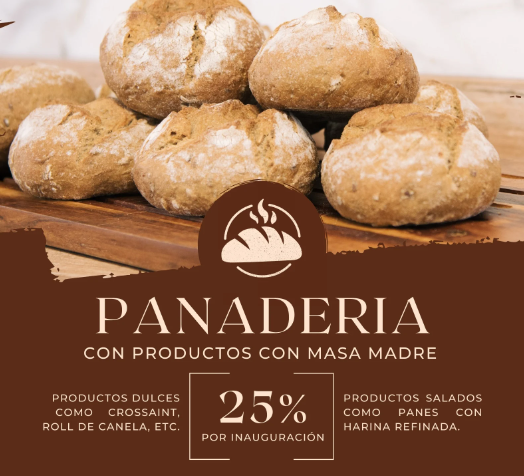 PANADERIA
CON PRODUCTOS CON MASA MADRE
PRODUCTOS DULCES
COMO CROSSAINT,
ROLL DE CANELA, ETC.
25%
POR INAUGURACIÓN
PRODUCTOS SALADOS
COMO PANES CON
HARINA REFINADA.